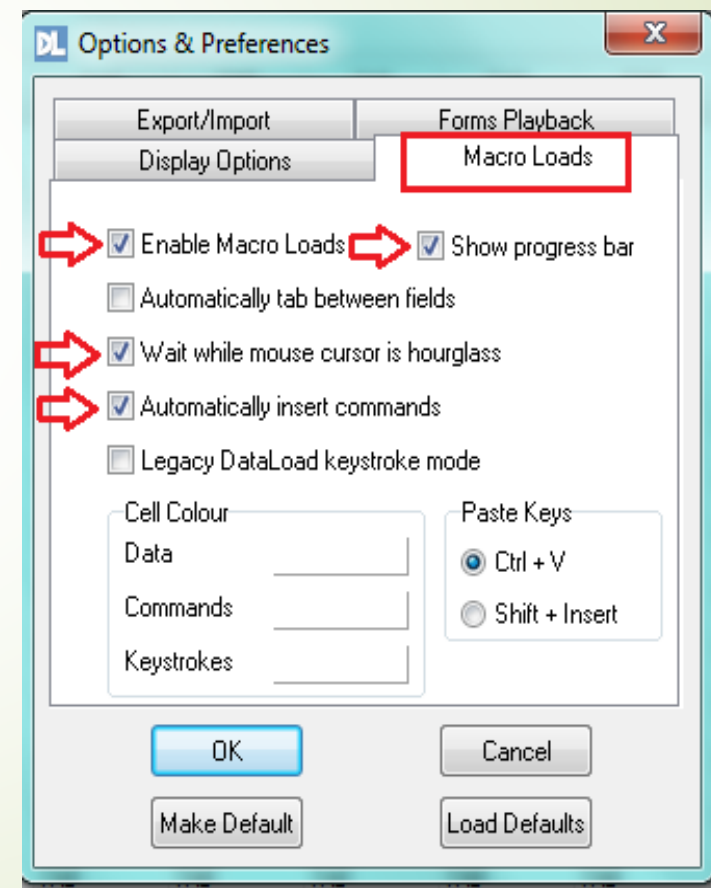 DL Options & Preferences X
Export/Import Forms Playback
Display Options Macro Loads
Enable Macro Loads Show progress bar
Automatically tab between fields
Wait while mouse cursor is hourglass
Automatically insert commands
Legacy DataLoad keystroke mode
Cell Colour
Data
Commands
Keystrokes
Paste Keys
Ctrl + V
Shift + Insert
OK Cancel
Make Default Load Defaults